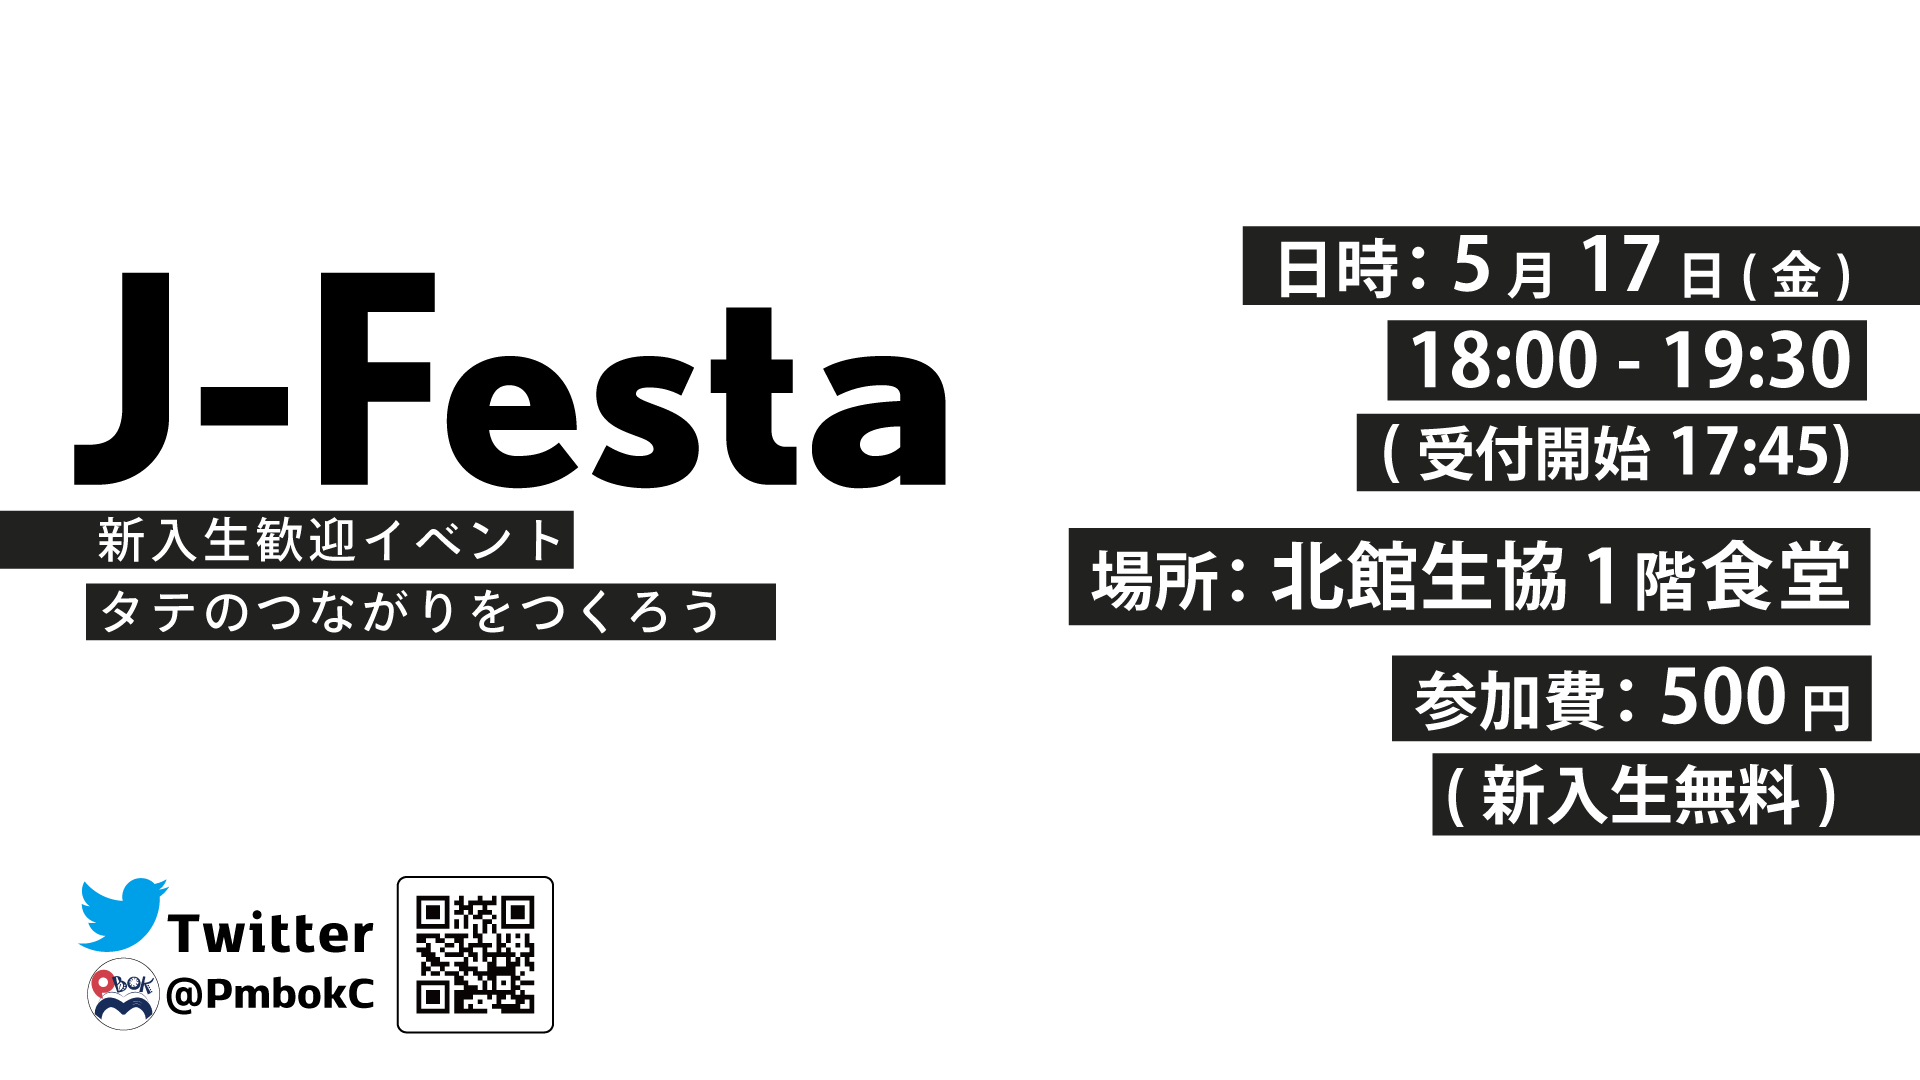 J-Festa
新入生歓迎イベント
タテのつながりをつくろう
日時：5月17日(金)
18:00 - 19:30
(受付開始 17:45)
場所：北館生協1階食堂
参加費：500円
(新入生無料)
Twitter
@PmbokC
PMBOK